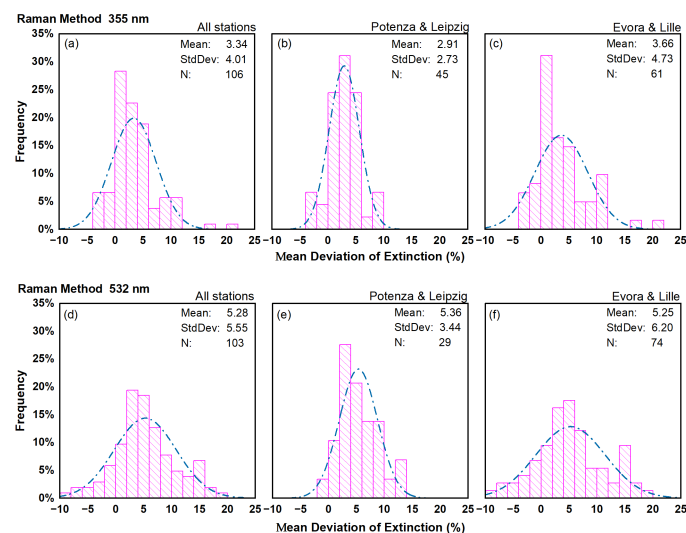 Raman Method 355 nm
All stations
Potenza & Leipzig
Evora & Lille
35%
30%
25%
20%
15%
10%
5%
0%
Frequency
(a)
Mean: 3.34
StdDev: 4.01
N: 106
(b)
Mean: 2.91
StdDev: 2.73
N: 45
(c)
Mean: 3.66
StdDev: 4.73
N: 61
-10 -5 0 5 10 15 20 25
-10 -5 0 5 10 15 20 25
-10 -5 0 5 10 15 20 25
Mean Deviation of Extinction (%)
Raman Method 532 nm
All stations
Potenza & Leipzig
Evora & Lille
35%
30%
25%
20%
15%
10%
5%
0%
Frequency
(d)
Mean: 5.28
StdDev: 5.55
N: 103
(e)
Mean: 5.36
StdDev: 3.44
N: 29
(f)
Mean: 5.25
StdDev: 6.20
N: 74
-10 -5 0 5 10 15 20 25
-10 -5 0 5 10 15 20 25
-10 -5 0 5 10 15 20 25
Mean Deviation of Extinction (%)